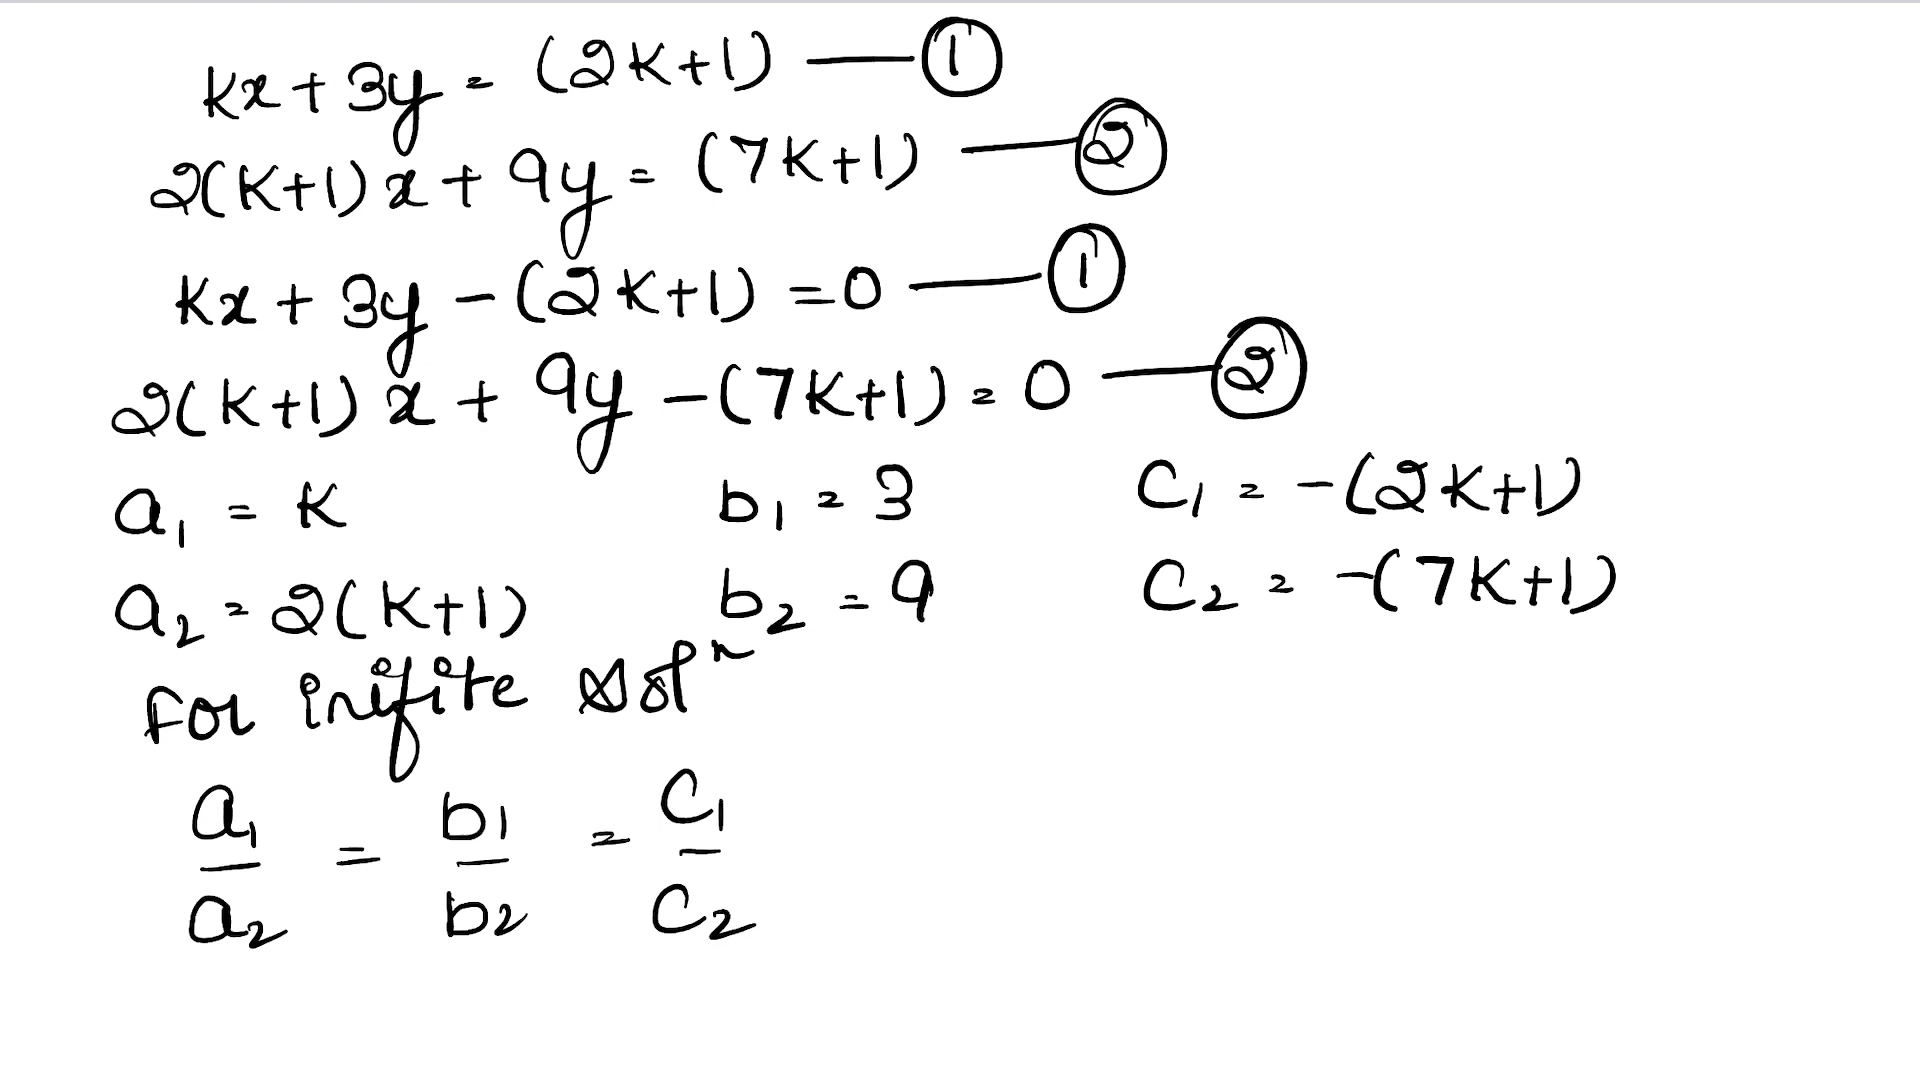 kx + 3y = (2k+1) — ①
2(k+1)x + 9y = (7k+1) — ②
kx + 3y - (2k+1) = 0 — ①
2(k+1)x + 9y - (7k+1) = 0 — ②
a₁ = k b₁ = 3 C₁ = -(2k+1)
a₂ = 2(k+1) b₂ = 9 C₂ = -(7k+1)
For inifite solⁿ
a₁/a₂ = b₁/b₂ = C₁/C₂